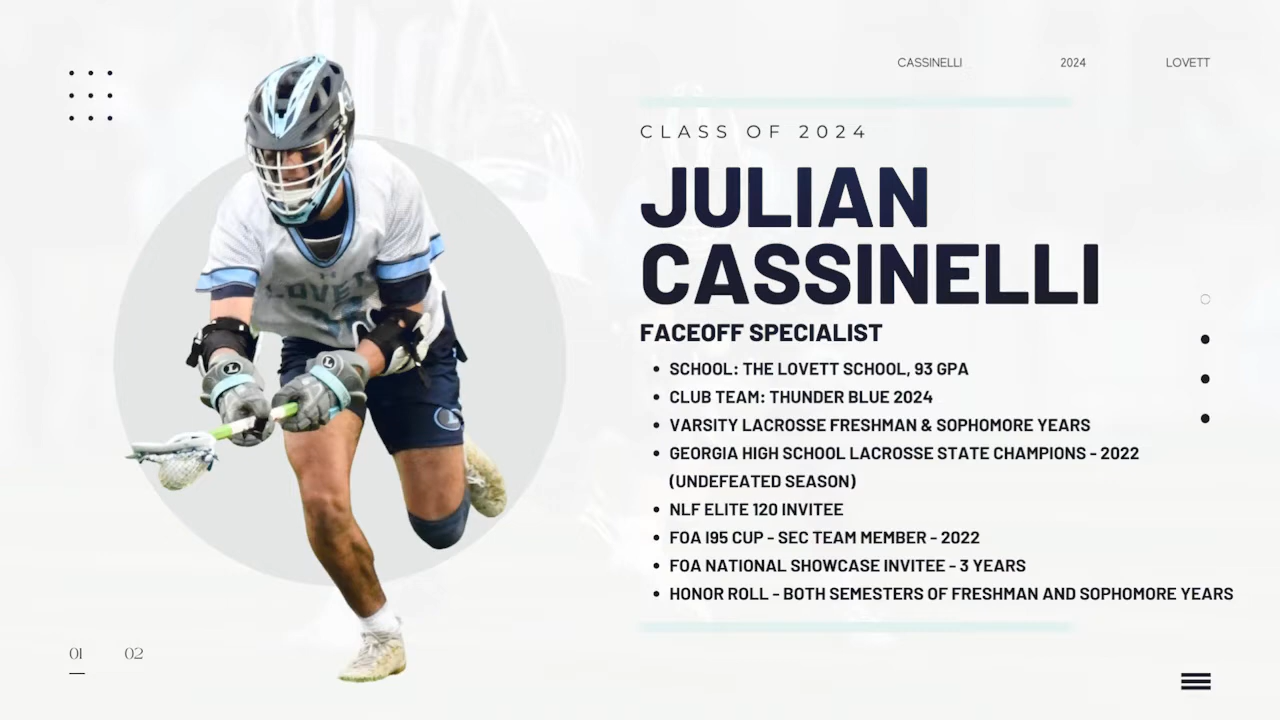 CASSINELLI 2024 LOVETT
CLASS OF 2024
JULIAN
CASSINELLI
FACEOFF SPECIALIST
• SCHOOL: THE LOVETT SCHOOL, 93 GPA
• CLUB TEAM: THUNDER BLUE 2024
• VARSITY LACROSSE FRESHMAN & SOPHOMORE YEARS
• GEORGIA HIGH SCHOOL LACROSSE STATE CHAMPIONS - 2022
(UNDEFEATED SEASON)
• NLF ELITE 120 INVITEE
• FOA I95 CUP - SEC TEAM MEMBER - 2022
• FOA NATIONAL SHOWCASE INVITEE - 3 YEARS
• HONOR ROLL - BOTH SEMESTERS OF FRESHMAN AND SOPHOMORE YEARS
LOVETT
L
L
L
01 02